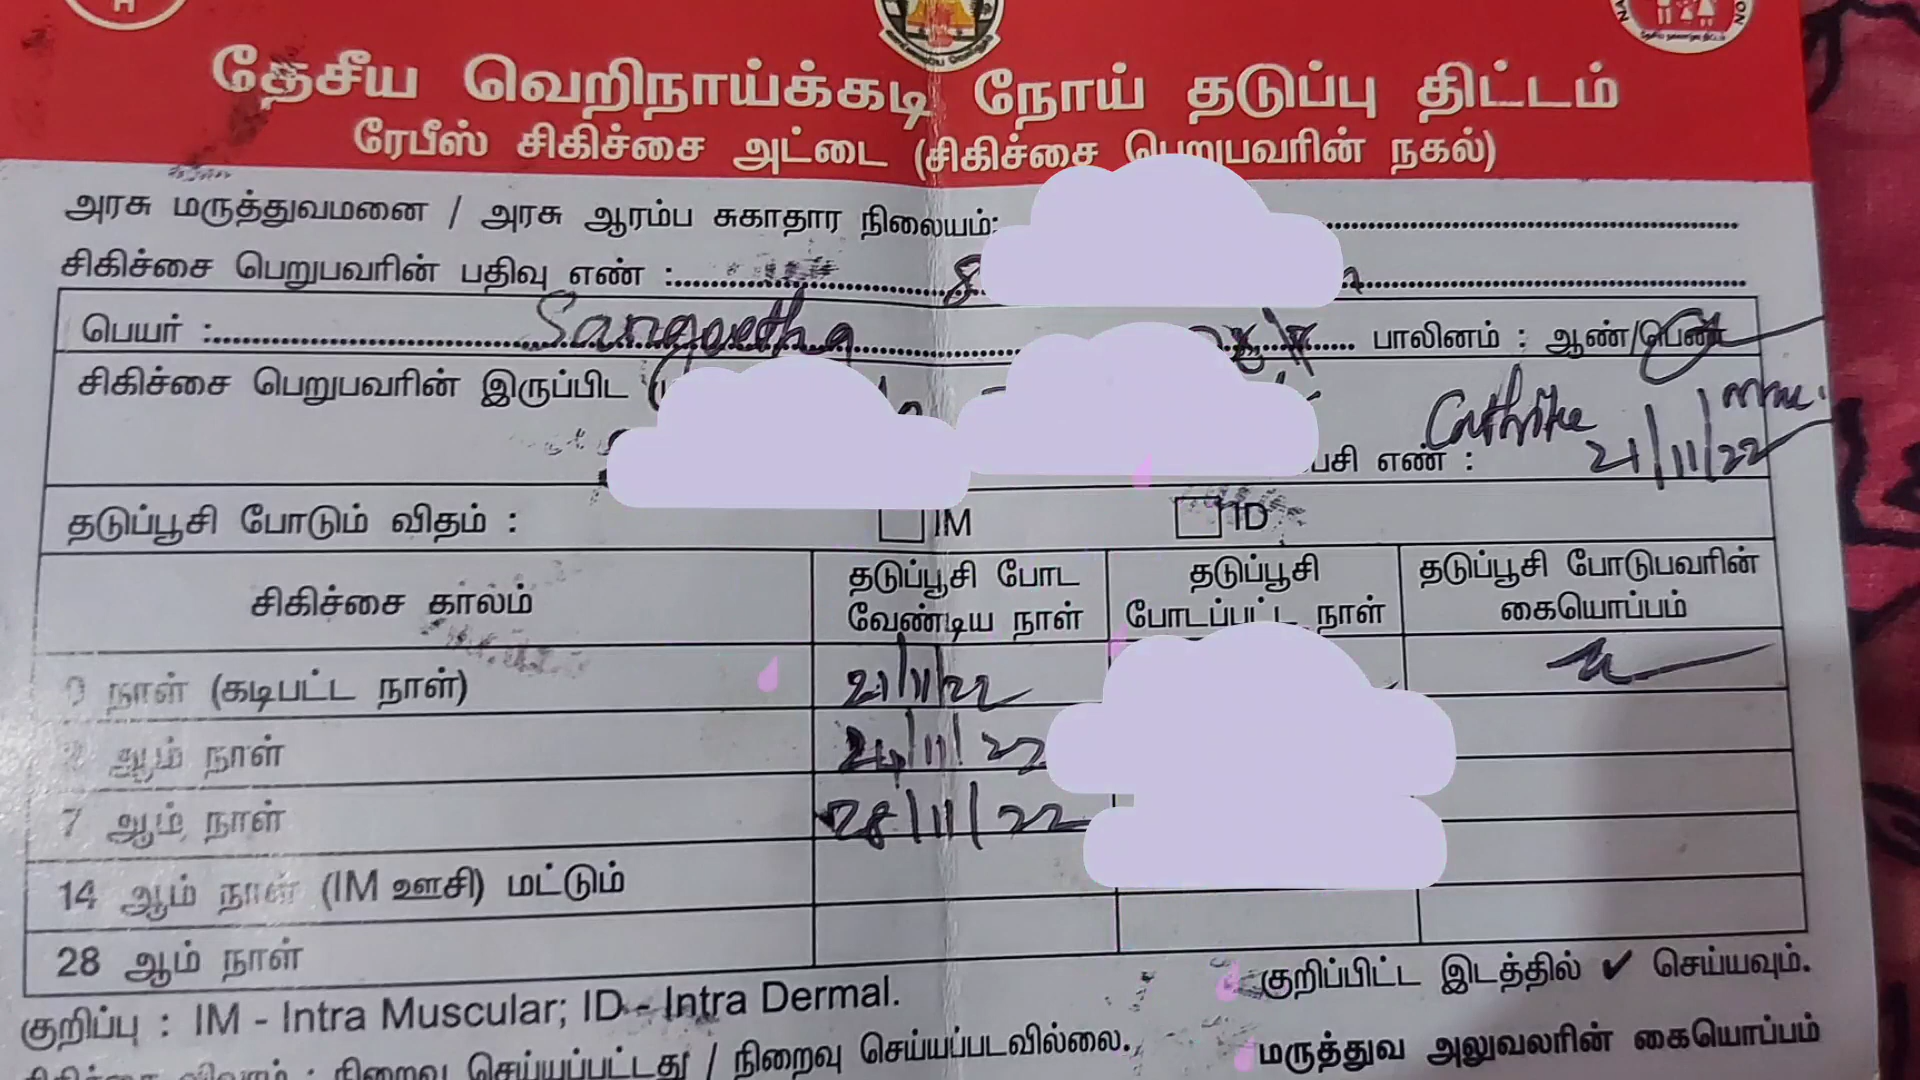 தேசீய வெறிநாய்க்கடி நோய் தடுப்பு திட்டம்
ரேபீஸ் சிகிச்சை அட்டை (சிகிச்சை பெறுபவரின் நகல்)
அரசு மருத்துவமனை / அரசு ஆரம்ப சுகாதார நிலையம்:
சிகிச்சை பெறுபவரின் பதிவு எண் : 8
பெயர் : Sangeetha பாலினம் : ஆண்/பெண்
சிகிச்சை பெறுபவரின் இருப்பிட
எண் : 21/11/22
தடுப்பூசி போடும் விதம் : IM ID
சிகிச்சை காலம் தடுப்பூசி போட வேண்டிய நாள் தடுப்பூசி போடப்பட்ட நாள் தடுப்பூசி போடுபவரின் கையொப்பம்
0 நாள் (கடிபட்ட நாள்) 21/11/22
ஆம் நாள் 24/11/22
7 ஆம் நாள் 28/11/22
14 ஆம் நாள் (IM ஊசி) மட்டும்
28 ஆம் நாள்
குறிப்பிட்ட இடத்தில் ✔ செய்யவும்.
குறிப்பு : IM - Intra Muscular; ID - Intra Dermal.
நிறைவு செய்யப்பட்டது / நிறைவு செய்யப்படவில்லை.
மருத்துவ அலுவலரின் கையொப்பம்